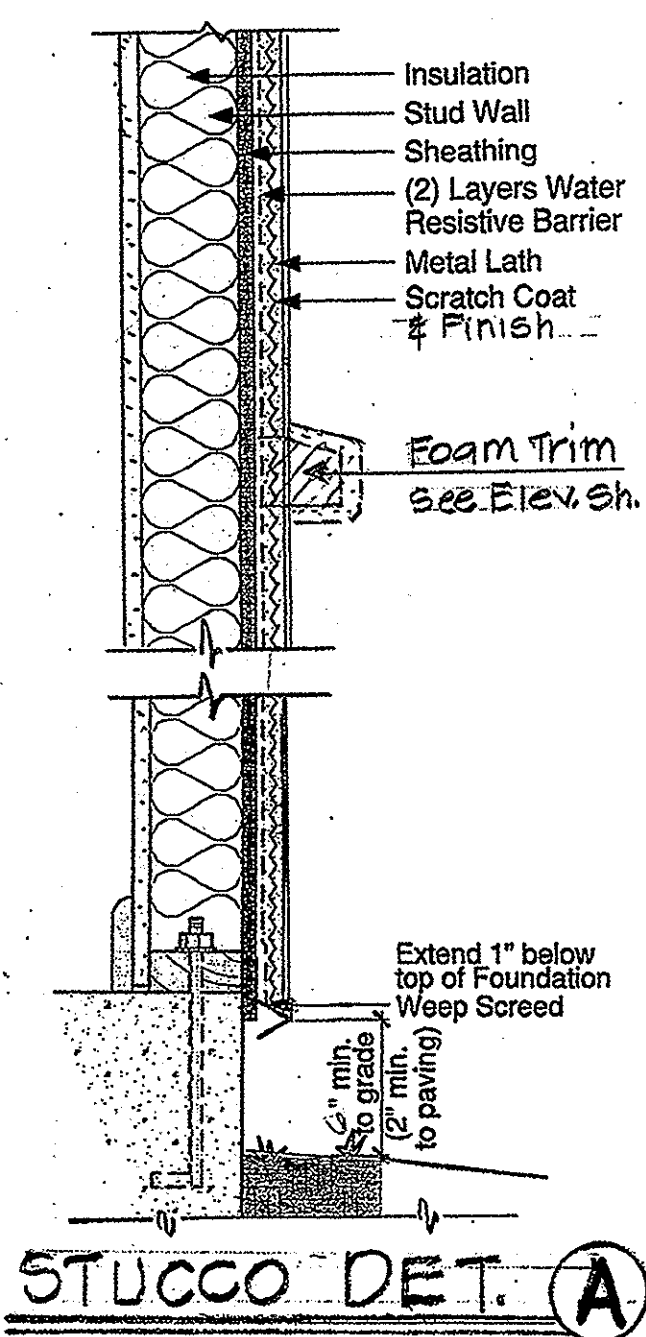 Insulation
Stud Wall
Sheathing
(2) Layers Water
Resistive Barrier
Metal Lath
Scratch Coat
& Finish
Foam Trim
see Elev. Sh.
Extend 1" below
top of Foundation
Weep Screed
6" min.
to grade
(2" min.
to paving)
STUCCO DET. A